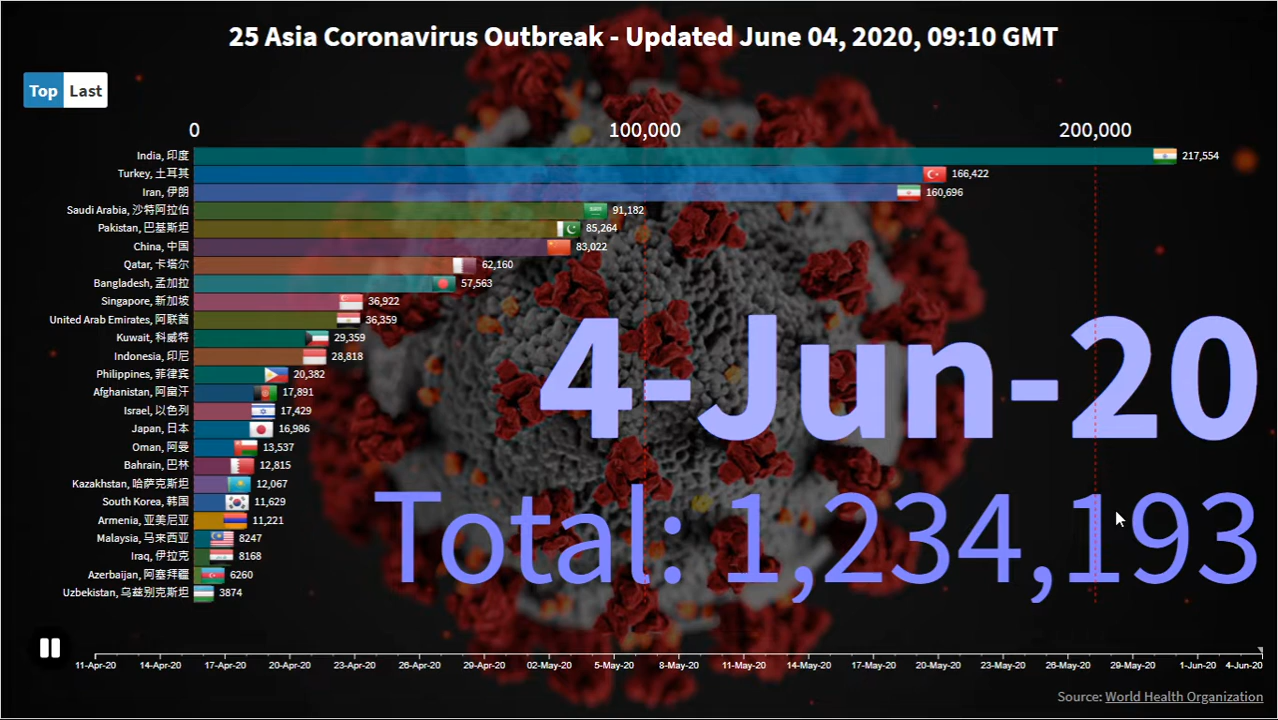 25 Asia Coronavirus Outbreak - Updated June 04, 2020, 09:10 GMT
Top Last
0 100,000 200,000
India, 印度 217,554
Turkey, 土耳其 166,422
Iran, 伊朗 160,696
Saudi Arabia, 沙特阿拉伯 91,182
Pakistan, 巴基斯坦 85,264
China, 中国 83,022
Qatar, 卡塔尔 62,160
Bangladesh, 孟加拉 57,563
Singapore, 新加坡 36,922
United Arab Emirates, 阿联酋 36,359
Kuwait, 科威特 29,359
Indonesia, 印尼 28,818
Philippines, 菲律宾 20,382
Afghanistan, 阿富汗 17,891
Israel, 以色列 17,429
Japan, 日本 16,986
Oman, 阿曼 13,537
Bahrain, 巴林 12,815
Kazakhstan, 哈萨克斯坦 12,067
South Korea, 韩国 11,629
Armenia, 亚美尼亚 11,221
Malaysia, 马来西亚 8247
Iraq, 伊拉克 8168
Azerbaijan, 阿塞拜疆 6260
Uzbekistan, 乌兹别克斯坦 3874
4-Jun-20
Total: 1,234,193
11-Apr-20 14-Apr-20 17-Apr-20 20-Apr-20 23-Apr-20 26-Apr-20 29-Apr-20 02-May-20 5-May-20 8-May-20 11-May-20 14-May-20 17-May-20 20-May-20 23-May-20 26-May-20 29-May-20 1-Jun-20 4-Jun-20
Source: World Health Organization